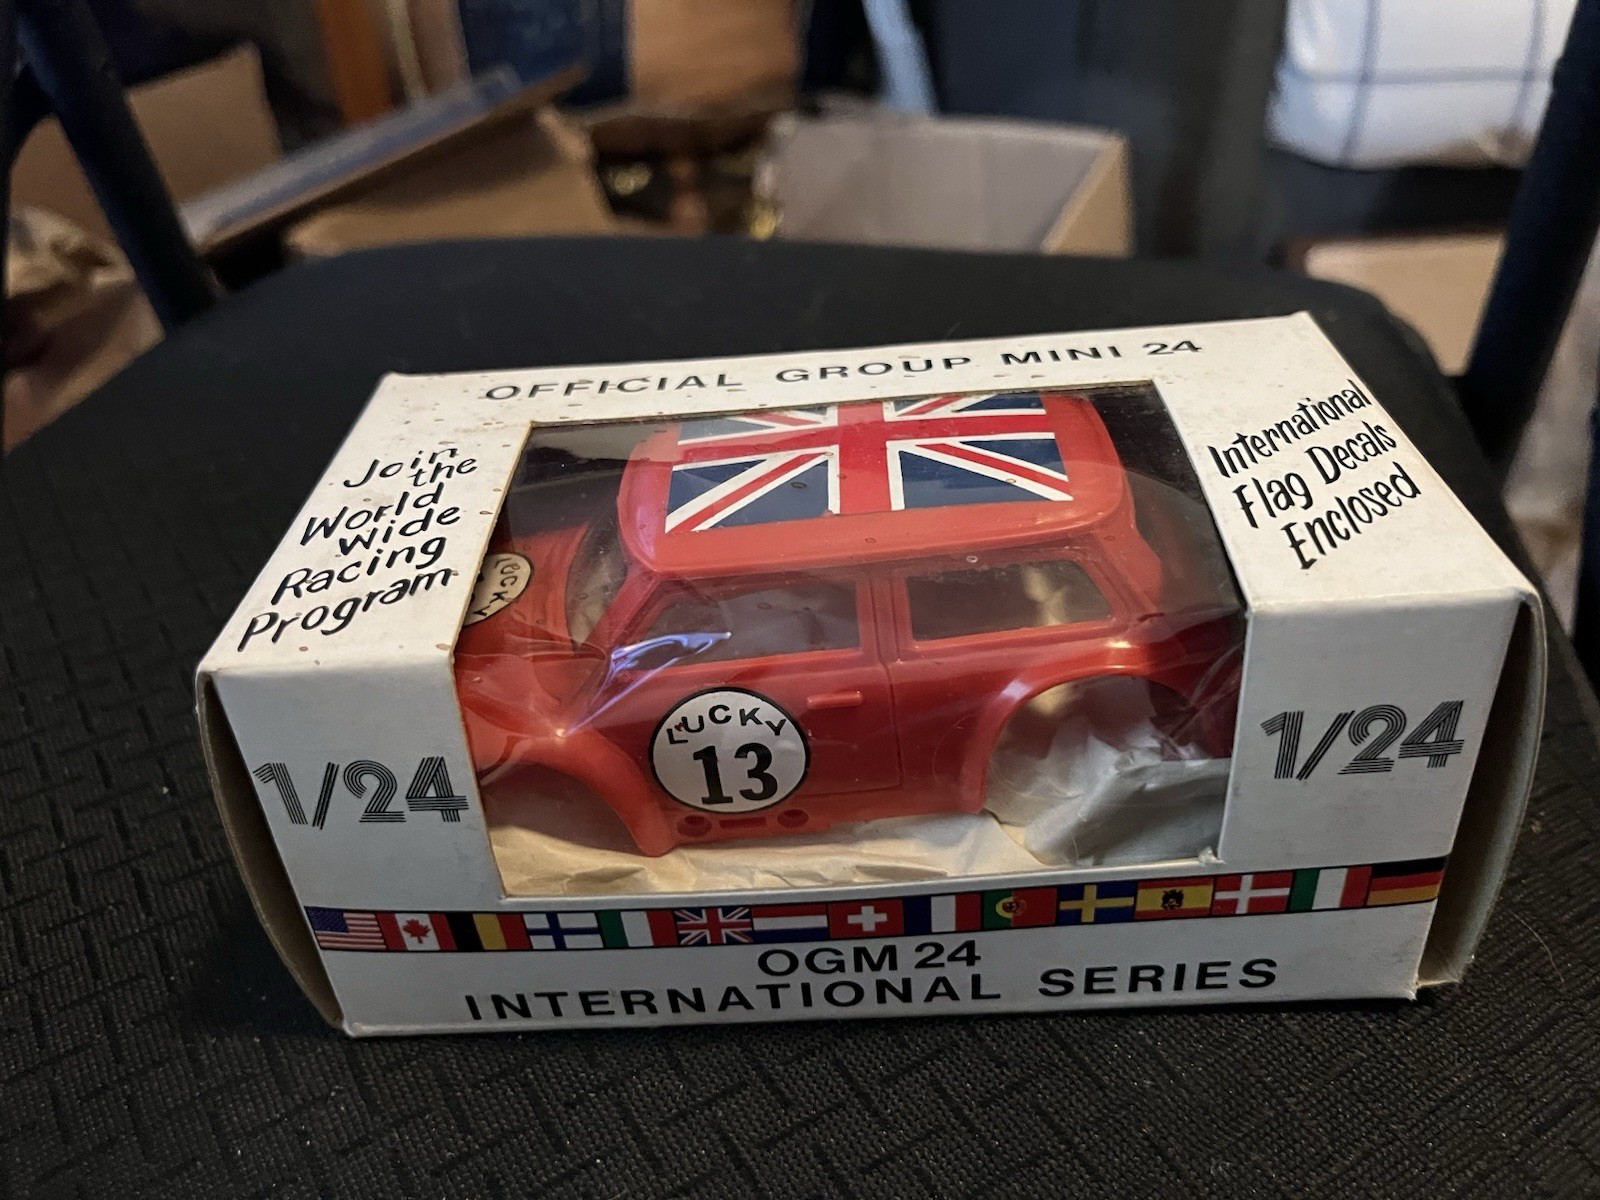 OFFICIAL GROUP MINI 24
Join
the
World
Wide
Racing
Program
International
Flag Decals
Enclosed
LUCKY
LUCKY
13
1/24
1/24
OGM 24
INTERNATIONAL SERIES